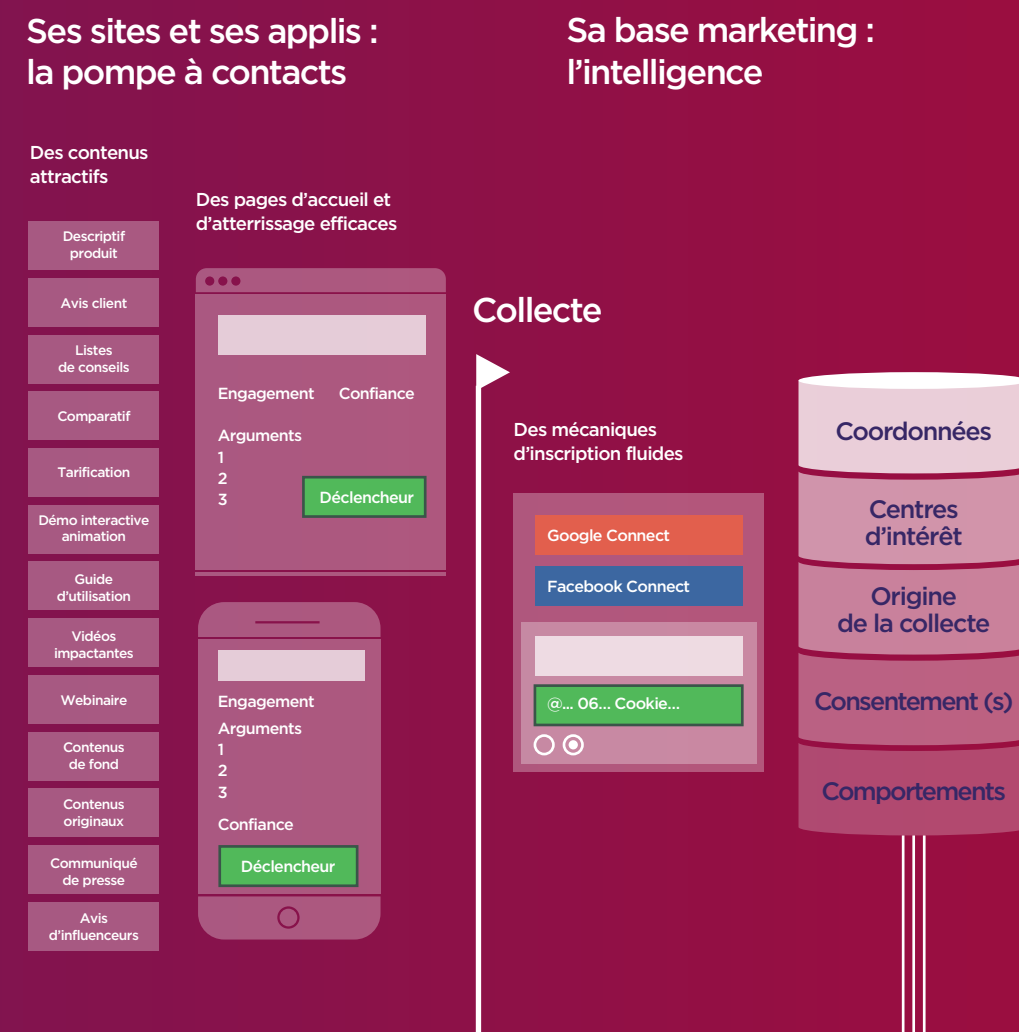 Ses sites et ses applis :
la pompe à contacts
Sa base marketing :
l’intelligence
Des contenus
attractifs
Descriptif
produit
Avis client
Listes
de conseils
Comparatif
Tarification
Démo interactive
animation
Guide
d’utilisation
Vidéos
impactantes
Webinaire
Contenus
de fond
Contenus
originaux
Communiqué
de presse
Avis
d’influenceurs
Des pages d’accueil et
d’atterrissage efficaces
Engagement Confiance
Arguments
1
2
3
Déclencheur
Engagement
Arguments
1
2
3
Confiance
Déclencheur
Collecte
Des mécaniques
d’inscription fluides
Google Connect
Facebook Connect
@... 06... Cookie...
Coordonnées
Centres
d’intérêt
Origine
de la collecte
Consentement (s)
Comportements